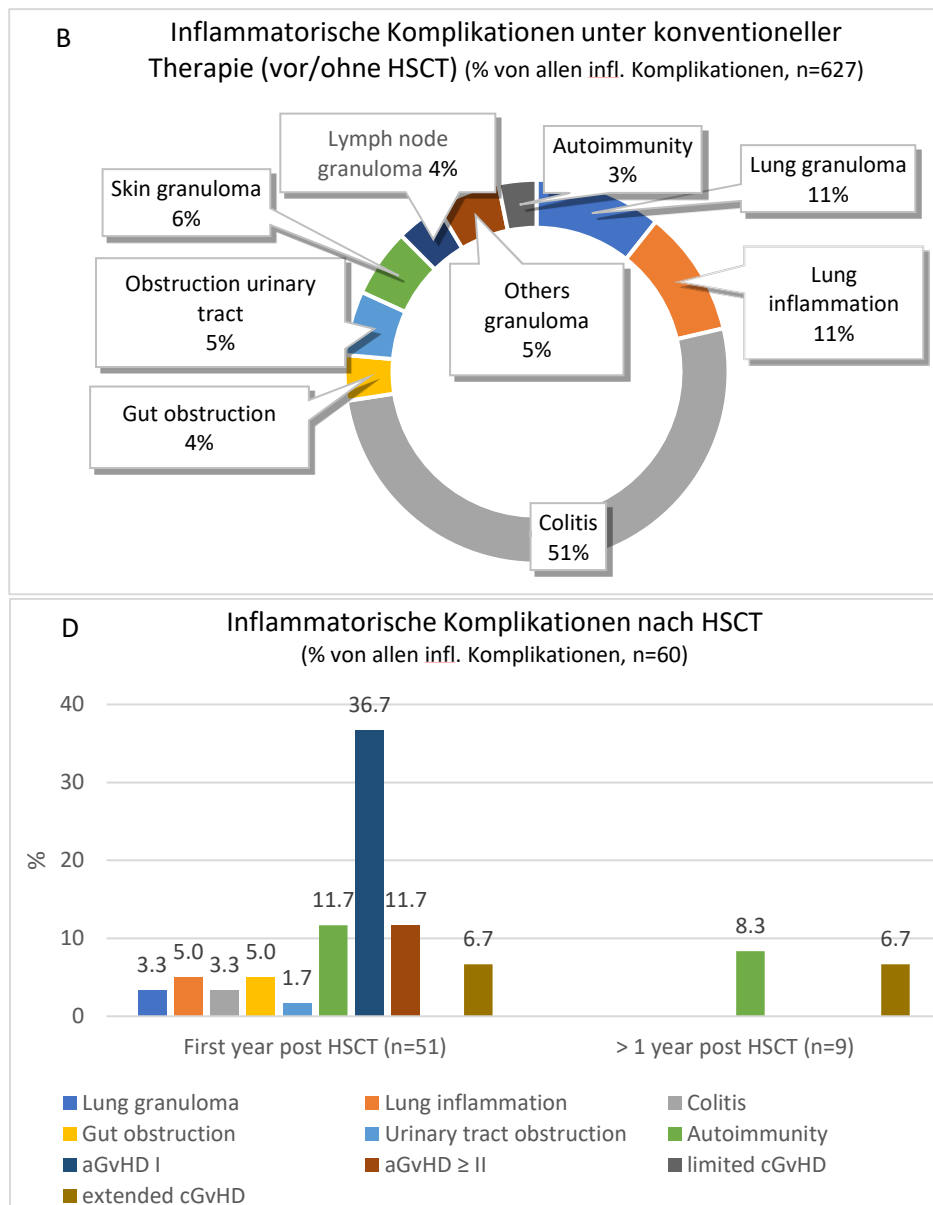 B
Inflammatorische Komplikationen unter konventioneller
Therapie (vor/ohne HSCT) (% von allen infl. Komplikationen, n=627)
Lymph node
granuloma 4%
Autoimmunity
3%
Lung granuloma
11%
Skin granuloma
6%
Lung
inflammation
11%
Obstruction urinary
tract
5%
Others
granuloma
5%
Gut obstruction
4%
Colitis
51%
D
Inflammatorische Komplikationen nach HSCT
(% von allen infl. Komplikationen, n=60)
%
40
30
20
10
0
3.3
5.0
3.3
5.0
1.7
11.7
36.7
11.7
6.7
8.3
6.7
First year post HSCT (n=51)
> 1 year post HSCT (n=9)
Lung granuloma
Lung inflammation
Colitis
Gut obstruction
Urinary tract obstruction
Autoimmunity
aGvHD I
aGvHD ≥ II
limited cGvHD
extended cGvHD